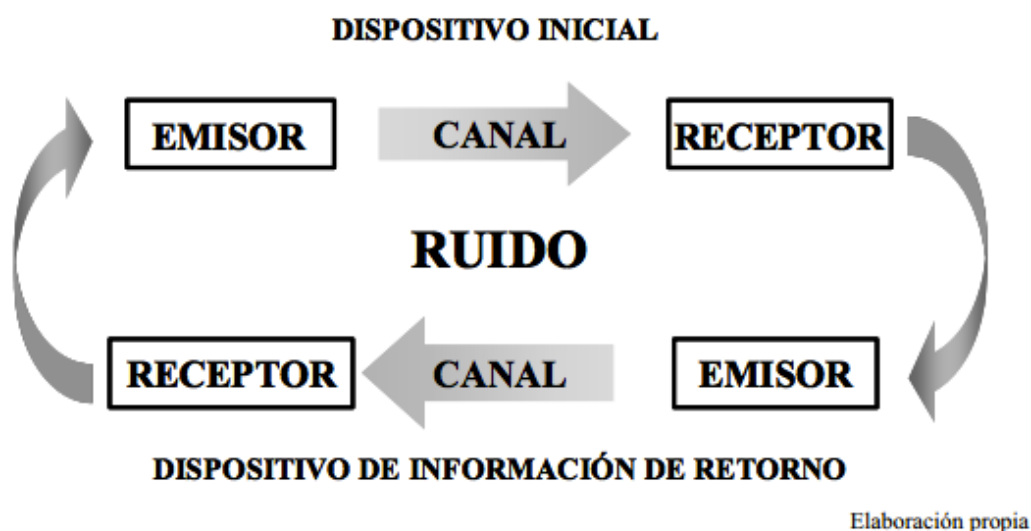 DISPOSITIVO INICIAL
EMISOR CANAL RECEPTOR
RUIDO
RECEPTOR CANAL EMISOR
DISPOSITIVO DE INFORMACIÓN DE RETORNO
Elaboración propia